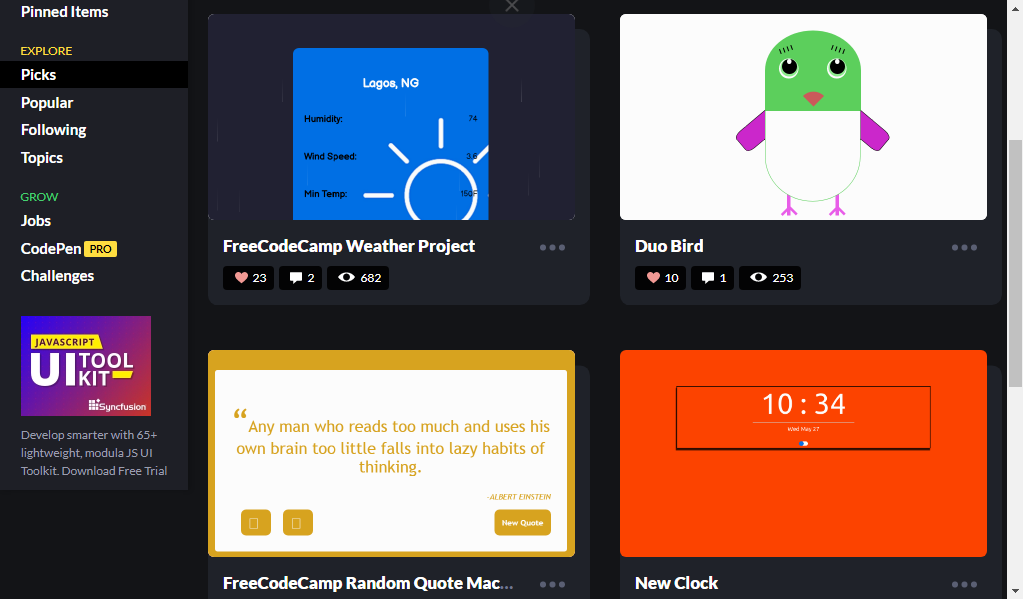 Pinned Items
EXPLORE
Picks
Popular
Following
Topics
GROW
Jobs
CodePen PRO
Challenges
JAVASCRIPT
UI TOOL
KIT
Syncfusion
Develop smarter with 65+
lightweight, modula JS UI
Toolkit. Download Free Trial
Lagos, NG
Humidity: 74
Wind Speed: 3.6
Min Temp: 150F
FreeCodeCamp Weather Project
23 2 682
Duo Bird
10 1 253
“Any man who reads too much and uses his
own brain too little falls into lazy habits of
thinking.
-ALBERT EINSTEIN
New Quote
FreeCodeCamp Random Quote Mac...
10 : 34
Wed May 27
New Clock